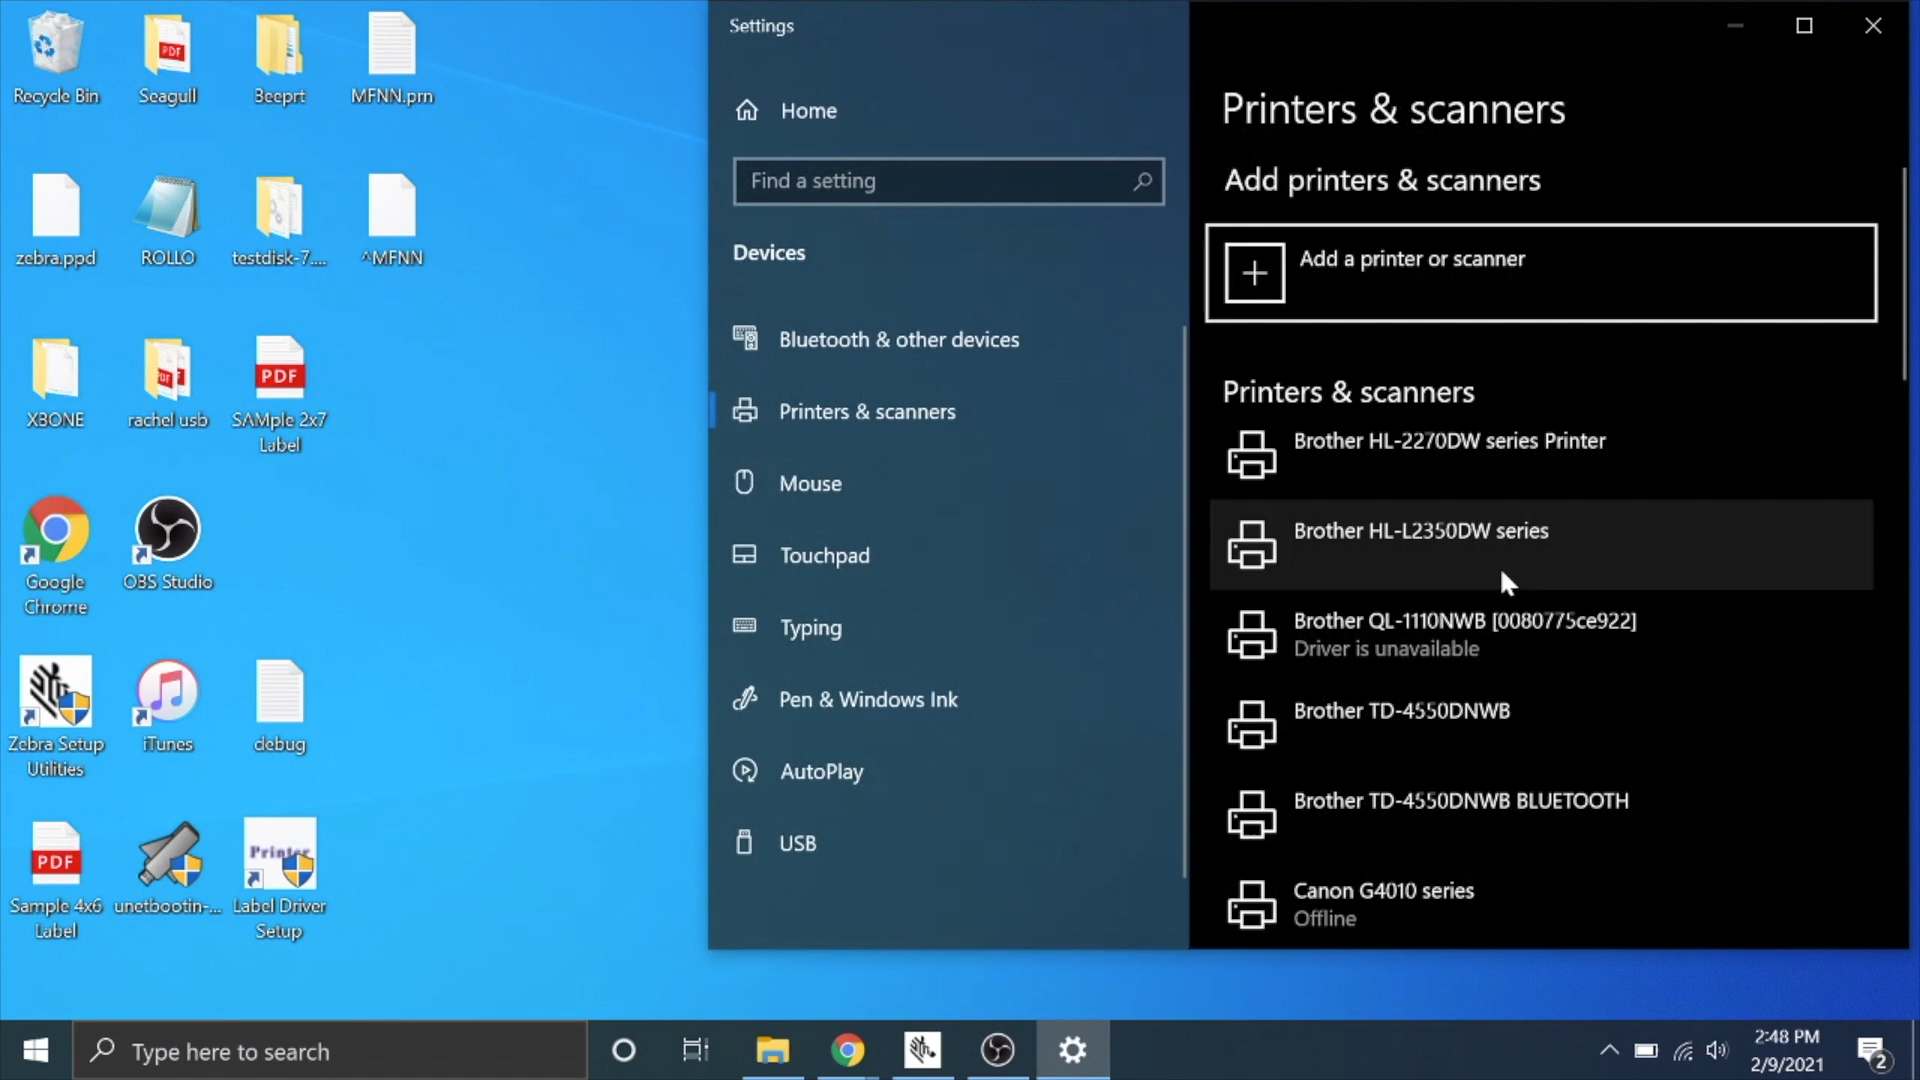 Recycle Bin
Seagull
Beeprt
MFNN.prn
zebra.ppd
ROLLO
testdisk-7....
^MFNN
XBONE
rachel usb
PDF
SAMple 2x7
Label
Google
Chrome
OBS Studio
Zebra Setup
Utilities
iTunes
debug
PDF
Sample 4x6
Label
unetbootin-...
Printer
Label Driver
Setup
Settings
Home
Find a setting
Devices
Bluetooth & other devices
Printers & scanners
Mouse
Touchpad
Typing
Pen & Windows Ink
AutoPlay
USB
Printers & scanners
Add printers & scanners
Add a printer or scanner
Printers & scanners
Brother HL-2270DW series Printer
Brother HL-L2350DW series
Brother QL-1110NWB [0080775ce922]
Driver is unavailable
Brother TD-4550DNWB
Brother TD-4550DNWB BLUETOOTH
Canon G4010 series
Offline
Type here to search
2:48 PM
2/9/2021
2